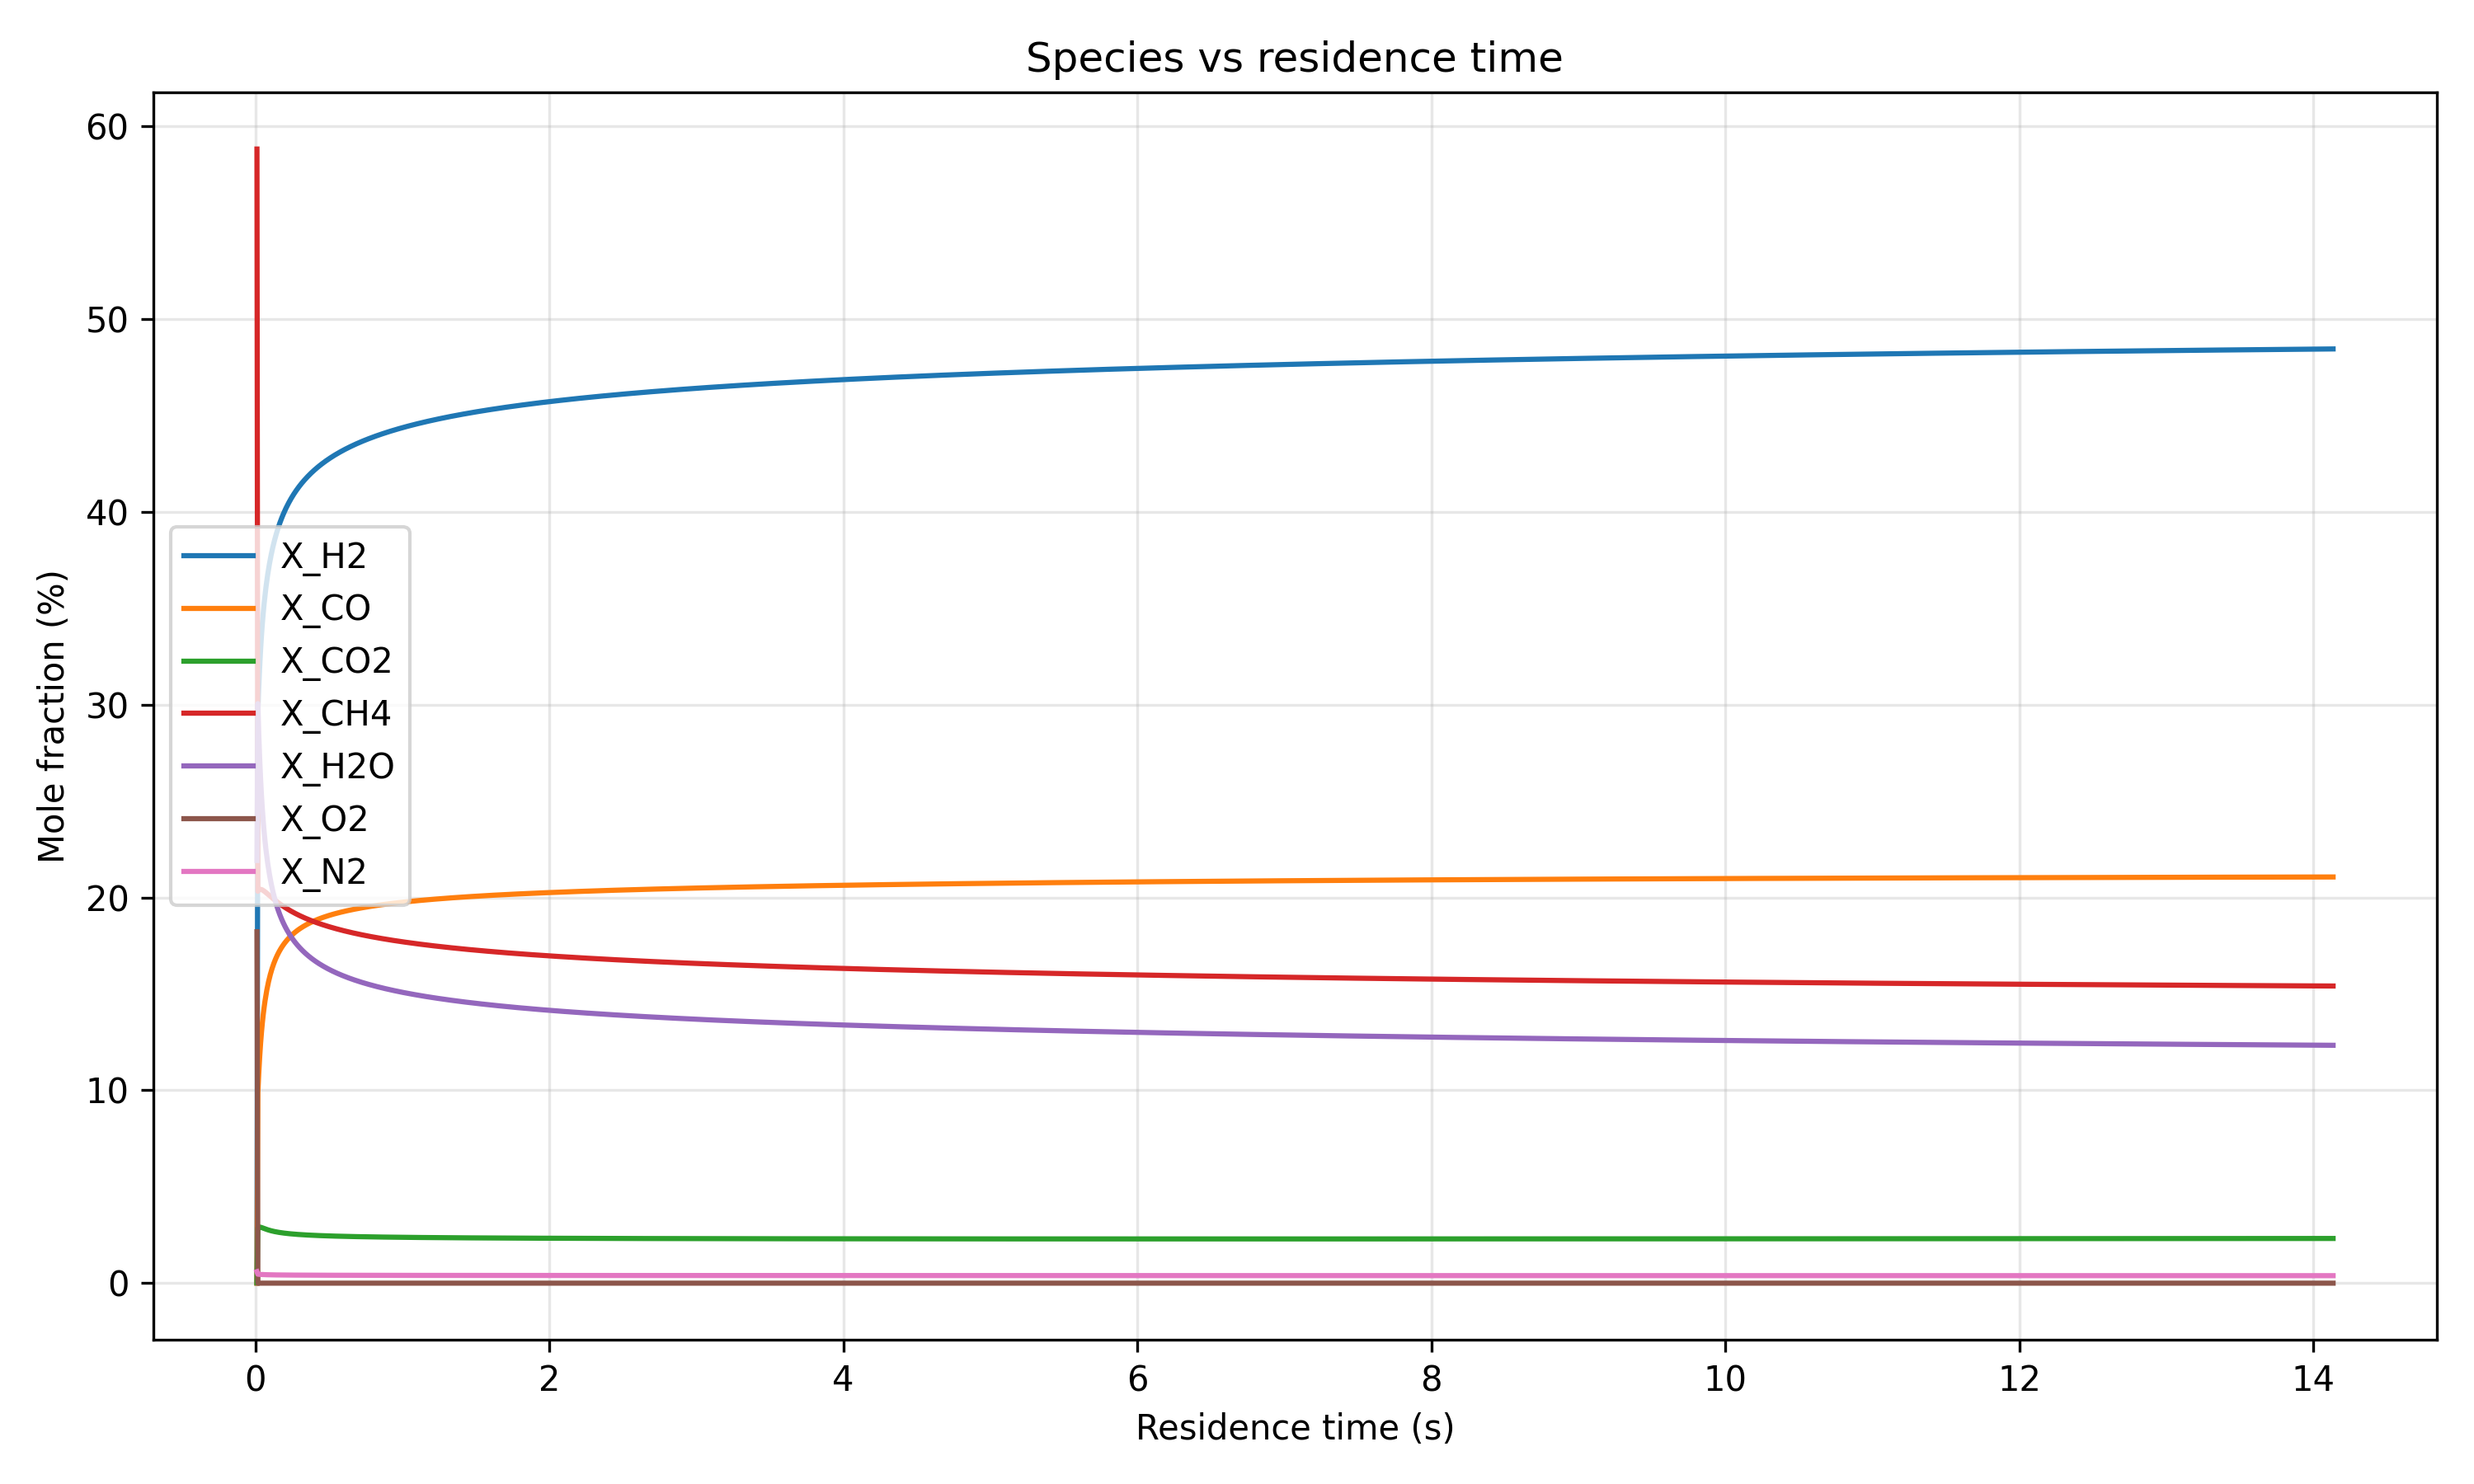 Species vs residence time
Mole fraction (%)
60
50
40
30
20
10
0
X_H2
X_CO
X_CO2
X_CH4
X_H2O
X_O2
X_N2
0 2 4 6 8 10 12 14
Residence time (s)